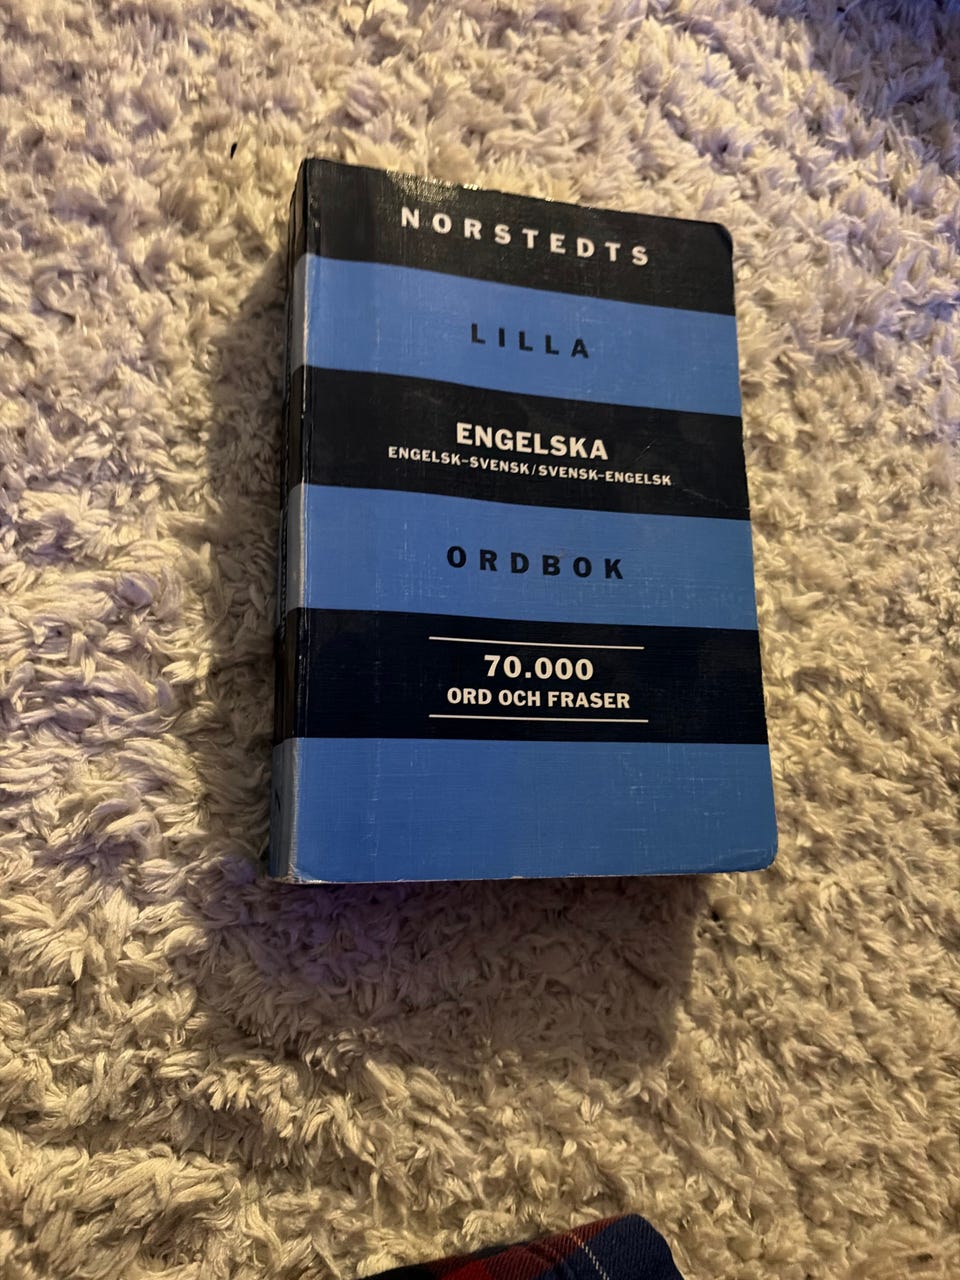 NORSTEDTS
LILLA
ENGELSKA
ENGELSK–SVENSK/SVENSK–ENGELSK
ORDBOK
70.000
ORD OCH FRASER